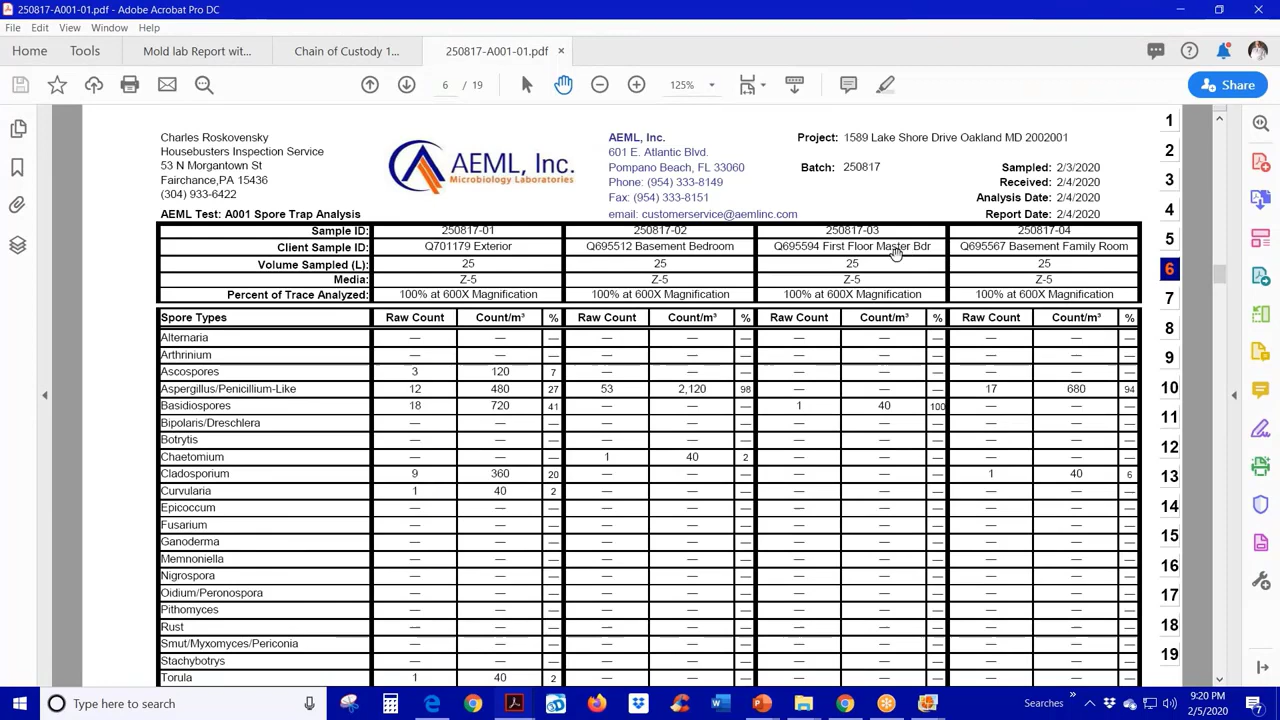 250817-A001-01.pdf - Adobe Acrobat Pro DC
File Edit View Window Help
Home Tools Mold lab Report wit... Chain of Custody 1... 250817-A001-01.pdf ×
6 / 19 125% Share
Charles Roskovensky
Housebusters Inspection Service
53 N Morgantown St
Fairchance,PA 15436
(304) 933-6422
AEML, Inc.
Microbiology Laboratories
AEML, Inc.
601 E. Atlantic Blvd.
Pompano Beach, FL 33060
Phone: (954) 333-8149
Fax: (954) 333-8151
email: customerservice@aemlinc.com
Project: 1589 Lake Shore Drive Oakland MD 2002001
Batch: 250817 Sampled: 2/3/2020
Received: 2/4/2020
Analysis Date: 2/4/2020
Report Date: 2/4/2020
AEML Test: A001 Spore Trap Analysis
Sample ID: 250817-01 250817-02 250817-03 250817-04
Client Sample ID: Q701179 Exterior Q695512 Basement Bedroom Q695594 First Floor Master Bdr Q695567 Basement Family Room
Volume Sampled (L): 25 25 25 25
Media: Z-5 Z-5 Z-5 Z-5
Percent of Trace Analyzed: 100% at 600X Magnification 100% at 600X Magnification 100% at 600X Magnification 100% at 600X Magnification
Spore Types Raw Count Count/m³ % Raw Count Count/m³ % Raw Count Count/m³ % Raw Count Count/m³ %
Alternaria — — — — — — — — — — — —
Arthrinium — — — — — — — — — — — —
Ascospores 3 120 7 — — — — — — — — —
Aspergillus/Penicillium-Like 12 480 27 53 2,120 98 — — — 17 680 94
Basidiospores 18 720 41 — — — 1 40 100 — — —
Bipolaris/Dreschlera — — — — — — — — — — — —
Botrytis — — — — — — — — — — — —
Chaetomium — — — 1 40 2 — — — — — —
Cladosporium 9 360 20 — — — — — — 1 40 6
Curvularia 1 40 2 — — — — — — — — —
Epicoccum — — — — — — — — — — — —
Fusarium — — — — — — — — — — — —
Ganoderma — — — — — — — — — — — —
Memnoniella — — — — — — — — — — — —
Nigrospora — — — — — — — — — — — —
Oidium/Peronospora — — — — — — — — — — — —
Pithomyces — — — — — — — — — — — —
Rust — — — — — — — — — — — —
Smut/Myxomyces/Periconia — — — — — — — — — — — —
Stachybotrys — — — — — — — — — — — —
Torula 1 40 2 — — — — — — — — —
1
2
3
4
5
6
7
8
9
10
11
12
13
14
15
16
17
18
19
Type here to search
Searches » 9:20 PM
2/5/2020 7